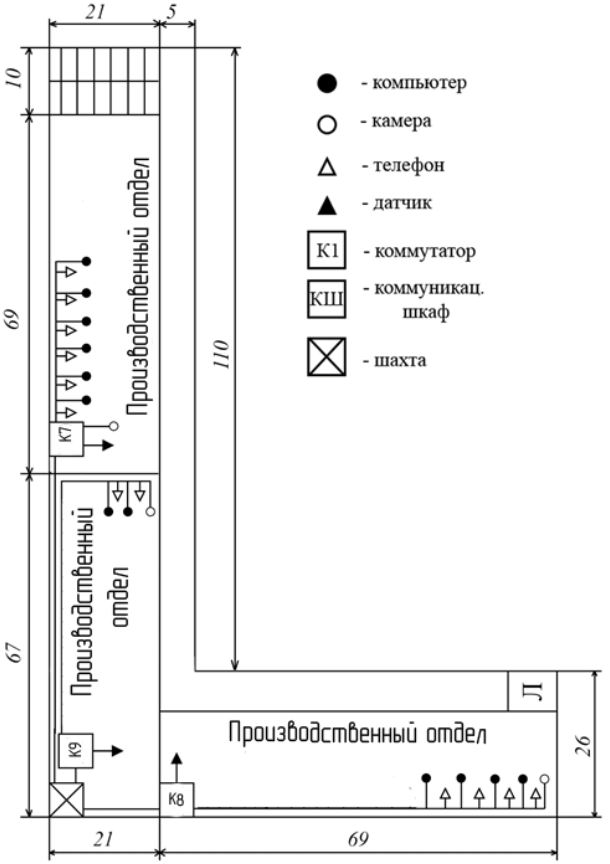 21
5
10
- компьютер
- камера
- телефон
- датчик
К1
- коммутатор
КШ
- коммуникац.
шкаф
- шахта
Производственный отдел
69
110
К7
Производственный
отдел
67
К9
Л
Производственный отдел
26
К8
21
69